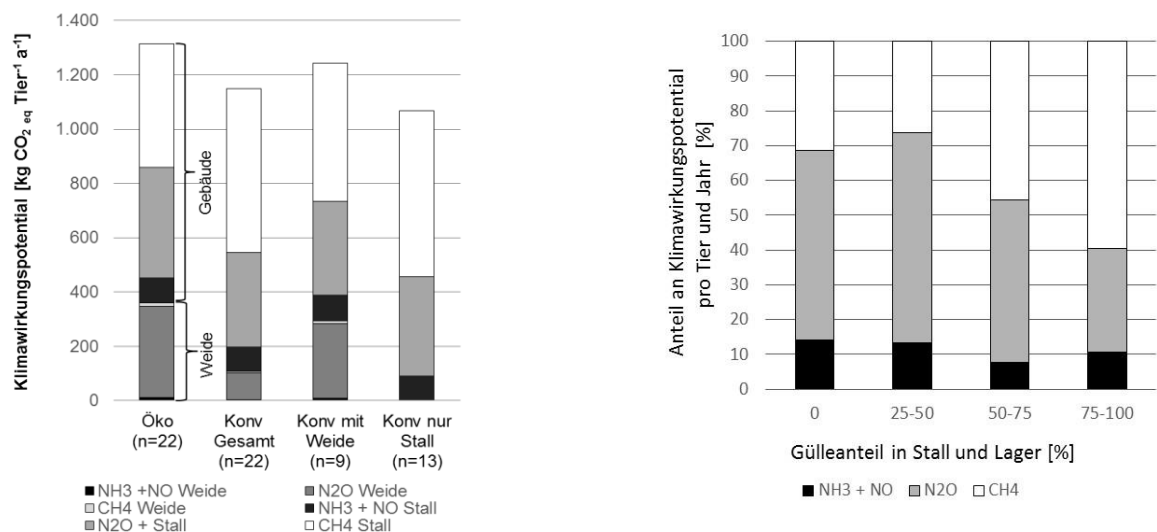 Klimawirkungspotential [kg CO2 eq Tier-1 a-1]
1.400
1.200
1.000
800
600
400
200
0
Gebäude
Weide
Öko
(n=22)
Konv
Gesamt
(n=22)
Konv mit
Weide
(n=9)
Konv nur
Stall
(n=13)
NH3 +NO Weide
N2O Weide
CH4 Weide
NH3 + NO Stall
N2O + Stall
CH4 Stall
Anteil an Klimawirkungspotential
pro Tier und Jahr [%]
100
90
80
70
60
50
40
30
20
10
0
0
25-50
50-75
75-100
Gülleanteil in Stall und Lager [%]
NH3 + NO
N2O
CH4